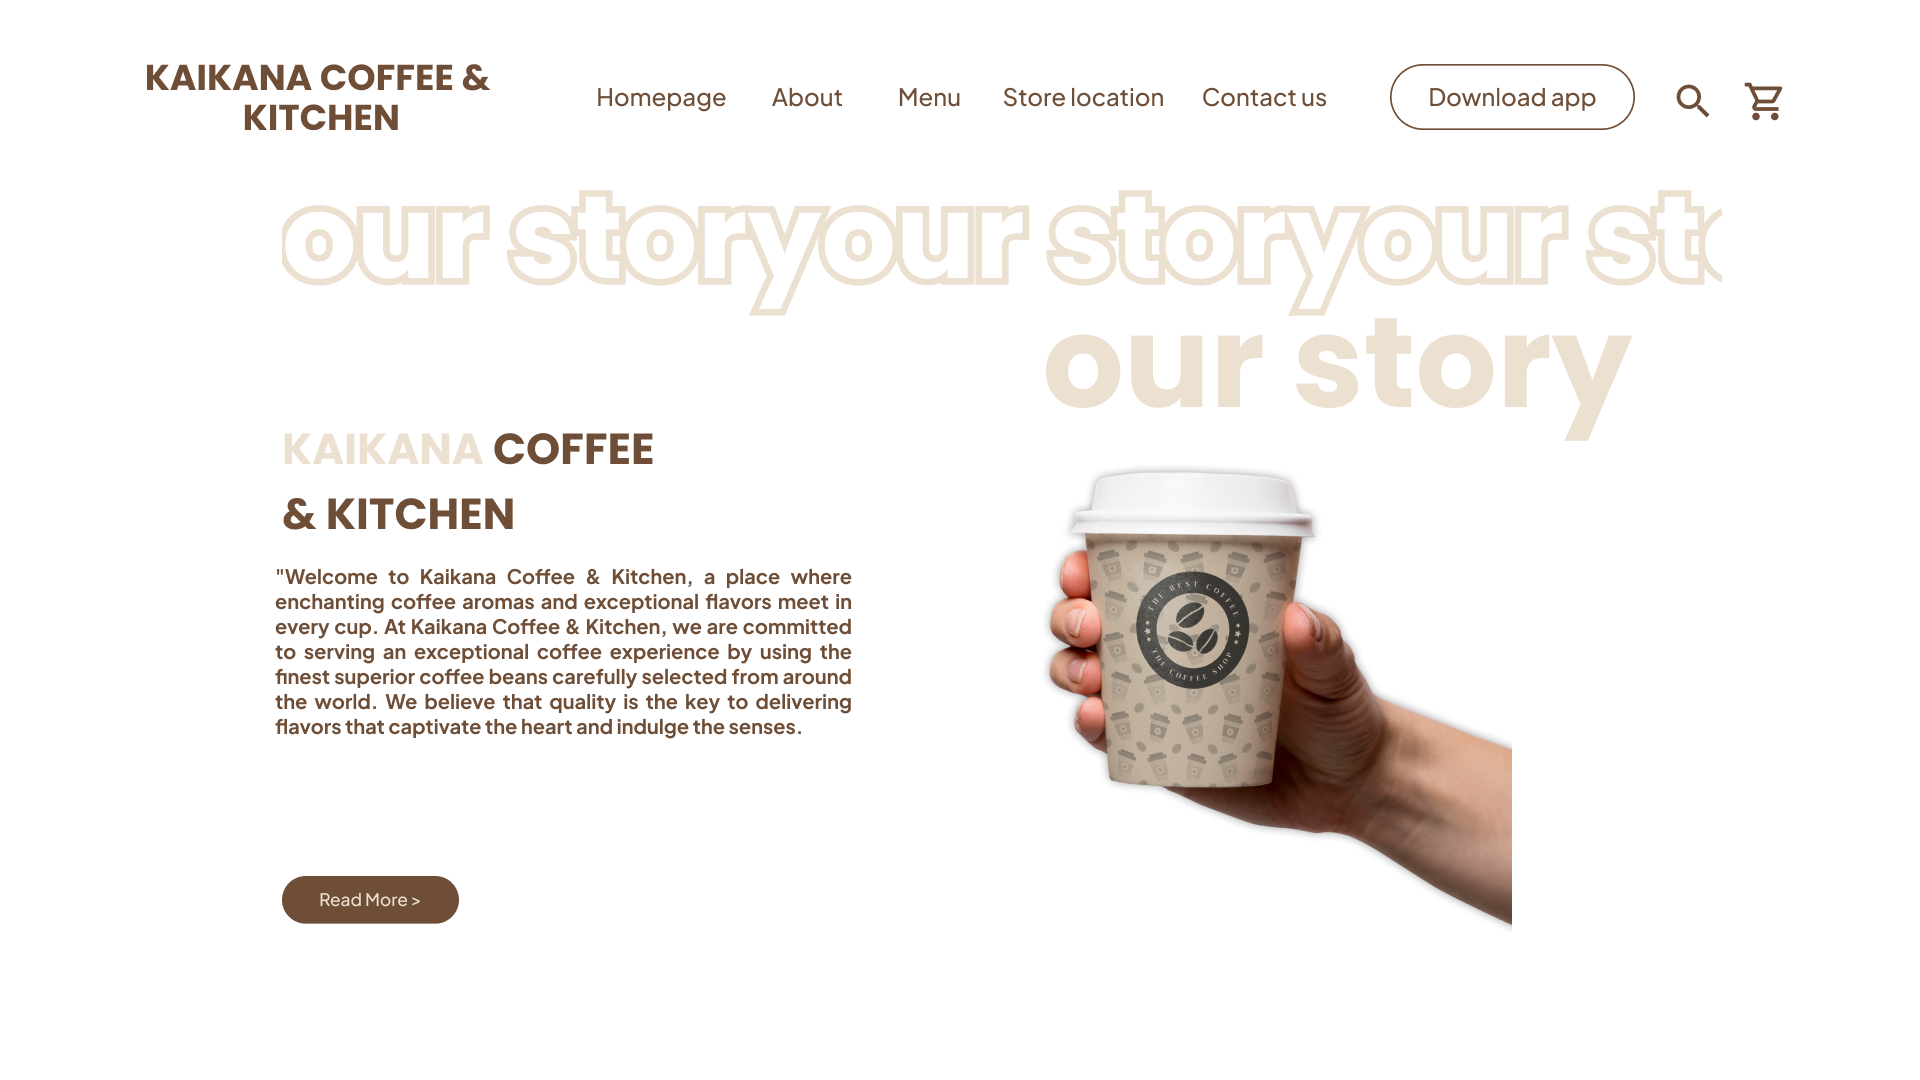 KAIKANA COFFEE &
KITCHEN
Homepage
About
Menu
Store location
Contact us
Download app
our storyour storyour sto
our story
KAIKANA COFFEE
& KITCHEN
"Welcome to Kaikana Coffee & Kitchen, a place where
enchanting coffee aromas and exceptional flavors meet in
every cup. At Kaikana Coffee & Kitchen, we are committed
to serving an exceptional coffee experience by using the
finest superior coffee beans carefully selected from around
the world. We believe that quality is the key to delivering
flavors that captivate the heart and indulge the senses.
THE BEST COFFEE
THE COFFEE SHOP
Read More >